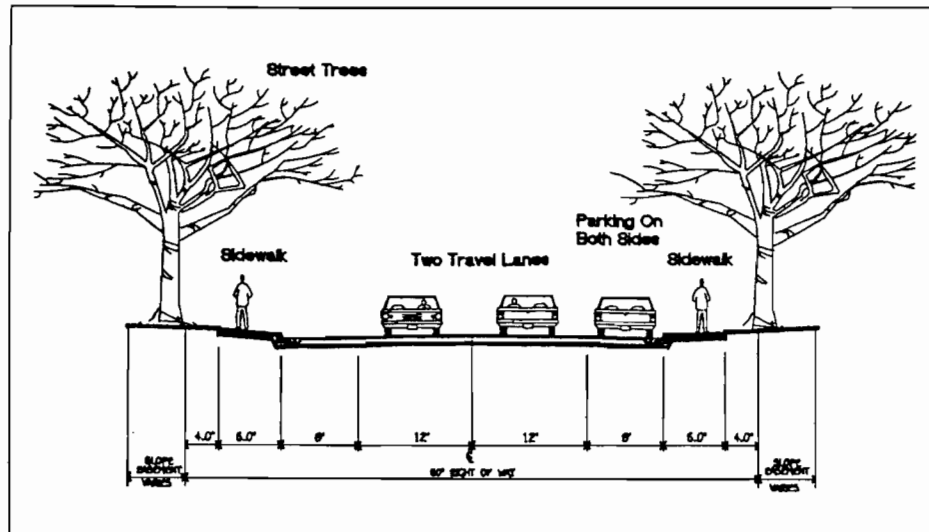 Street Trees
Parking On
Both Sides
Sidewalk
Two Travel Lanes
Sidewalk
4.0' 6.0' 8' 12' 12' 8' 6.0' 4.0'
℄
SLOPE
EASEMENT
VARIES
60' RIGHT OF WAY
SLOPE
EASEMENT
VARIES